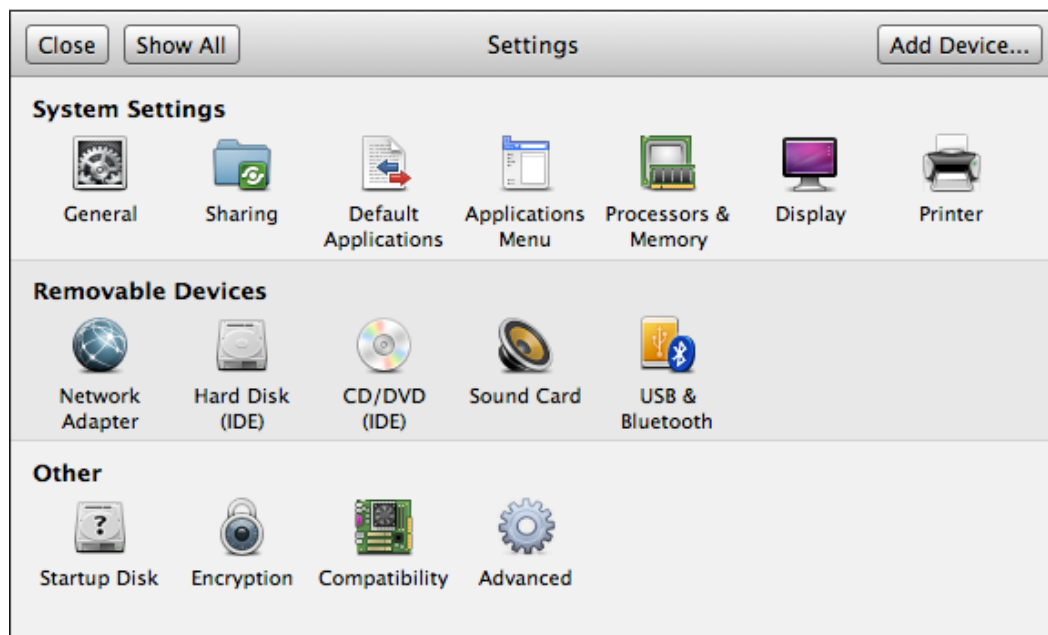 Close Show All Settings Add Device...
System Settings
General Sharing Default Applications Applications Menu Processors & Memory Display Printer
Removable Devices
Network Adapter Hard Disk (IDE) CD/DVD (IDE) Sound Card USB & Bluetooth
Other
?
Startup Disk Encryption Compatibility Advanced